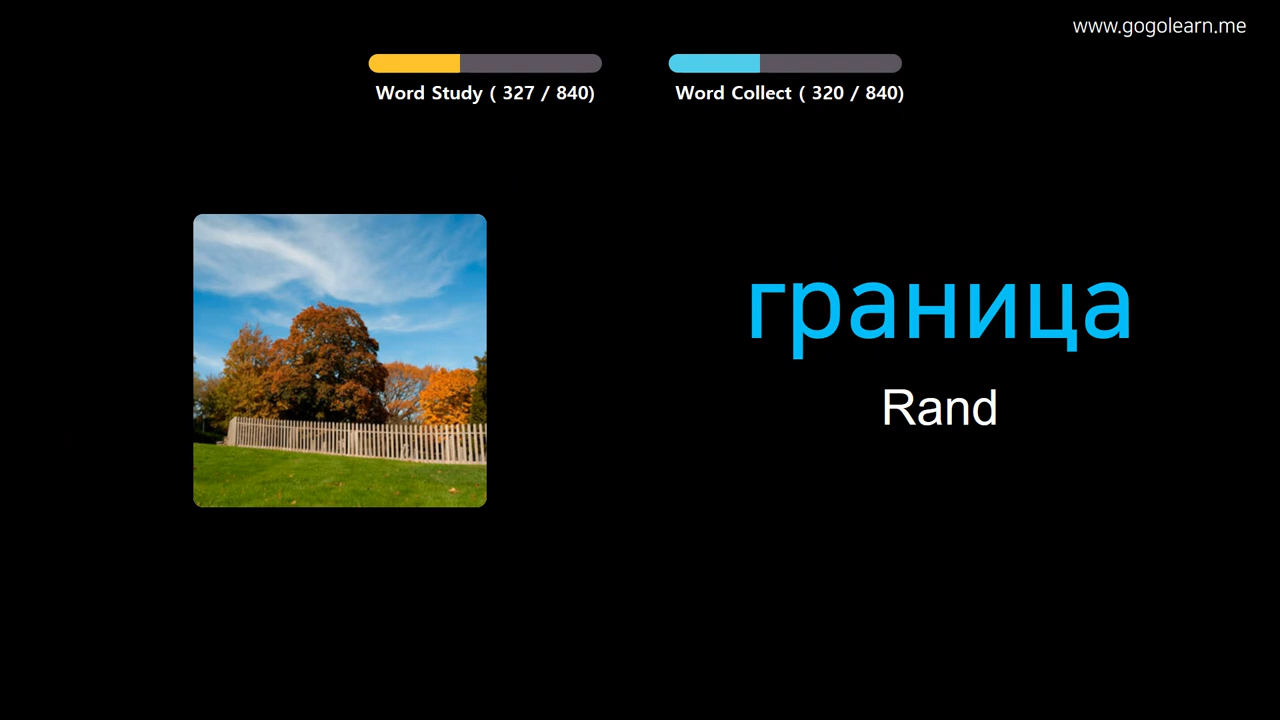 www.gogolearn.me
Word Study ( 327 / 840)
Word Collect ( 320 / 840)
граница
Rand